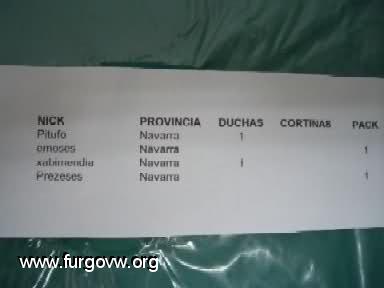 NICK PROVINCIA DUCHAS CORTINAS PACK
Pitufo Navarra 1
emoses Navarra 1
xabimendia Navarra 1
Prezeses Navarra 1
www.furgovw.org